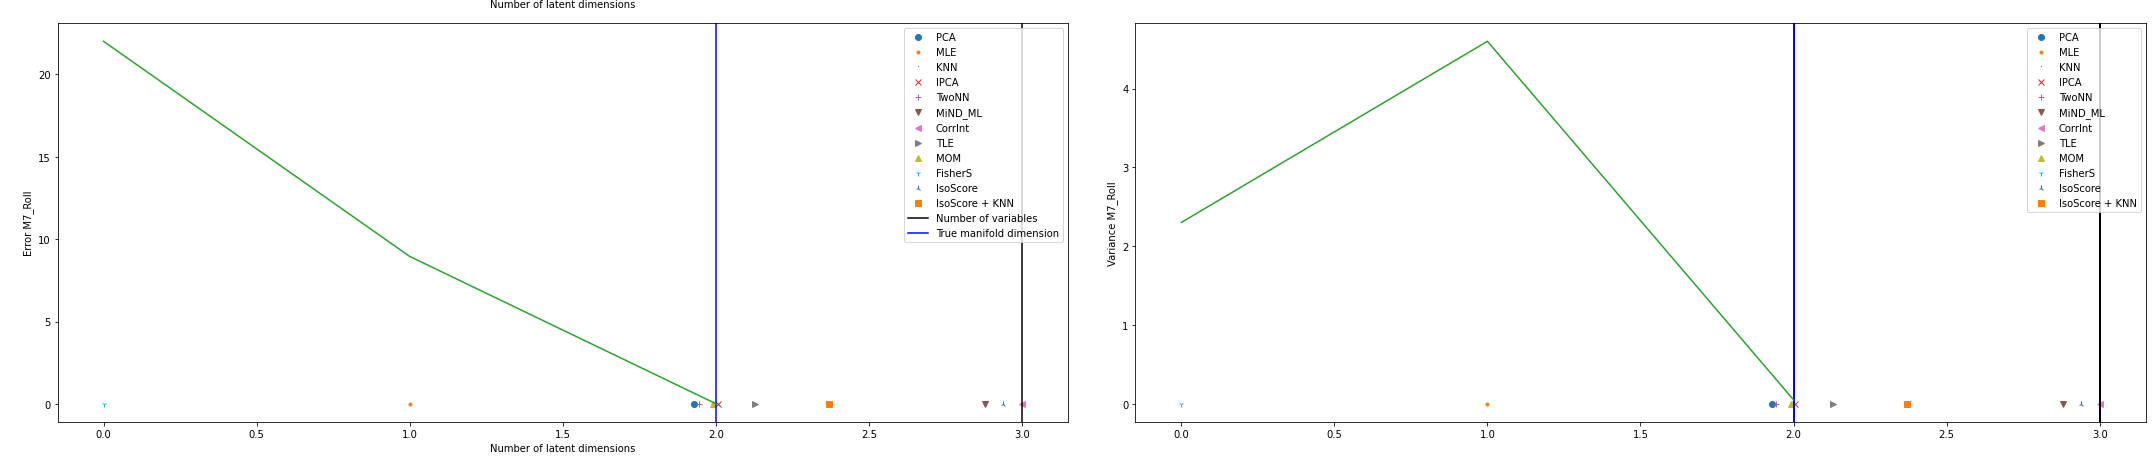 Number of latent dimensions
Error M7_Roll
20
15
10
5
0
0.0 0.5 1.0 1.5 2.0 2.5 3.0
Number of latent dimensions
PCA
MLE
KNN
IPCA
TwoNN
MiND_ML
CorrInt
TLE
MOM
FisherS
IsoScore
IsoScore + KNN
Number of variables
True manifold dimension
Variance M7_Roll
4
3
2
1
0
0.0 0.5 1.0 1.5 2.0 2.5 3.0
PCA
MLE
KNN
IPCA
TwoNN
MiND_ML
CorrInt
TLE
MOM
FisherS
IsoScore
IsoScore + KNN